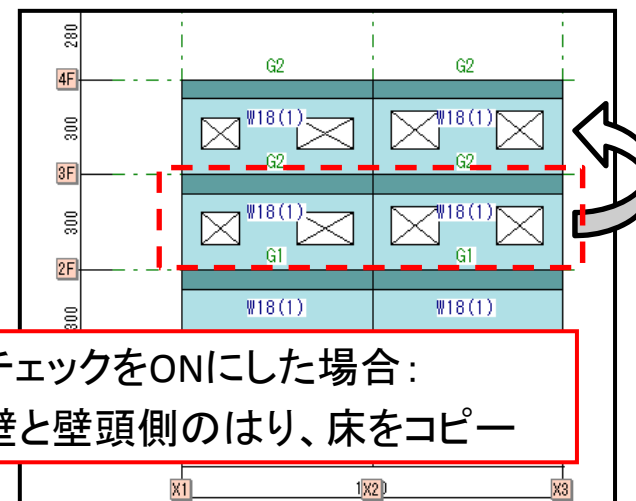 280
G2 G2
4F
W18(1) W18(1)
300
G2 G2
3F
W18(1) W18(1)
300
G1 G1
2F
W18(1) W18(1)
300
チェックをONにした場合：
壁と壁頭側のはり、床をコピー
X1 X2 X3